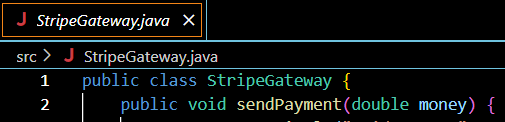 J StripeGateway.java ×
src > J StripeGateway.java
1 public class StripeGateway {
2 public void sendPayment(double money) {